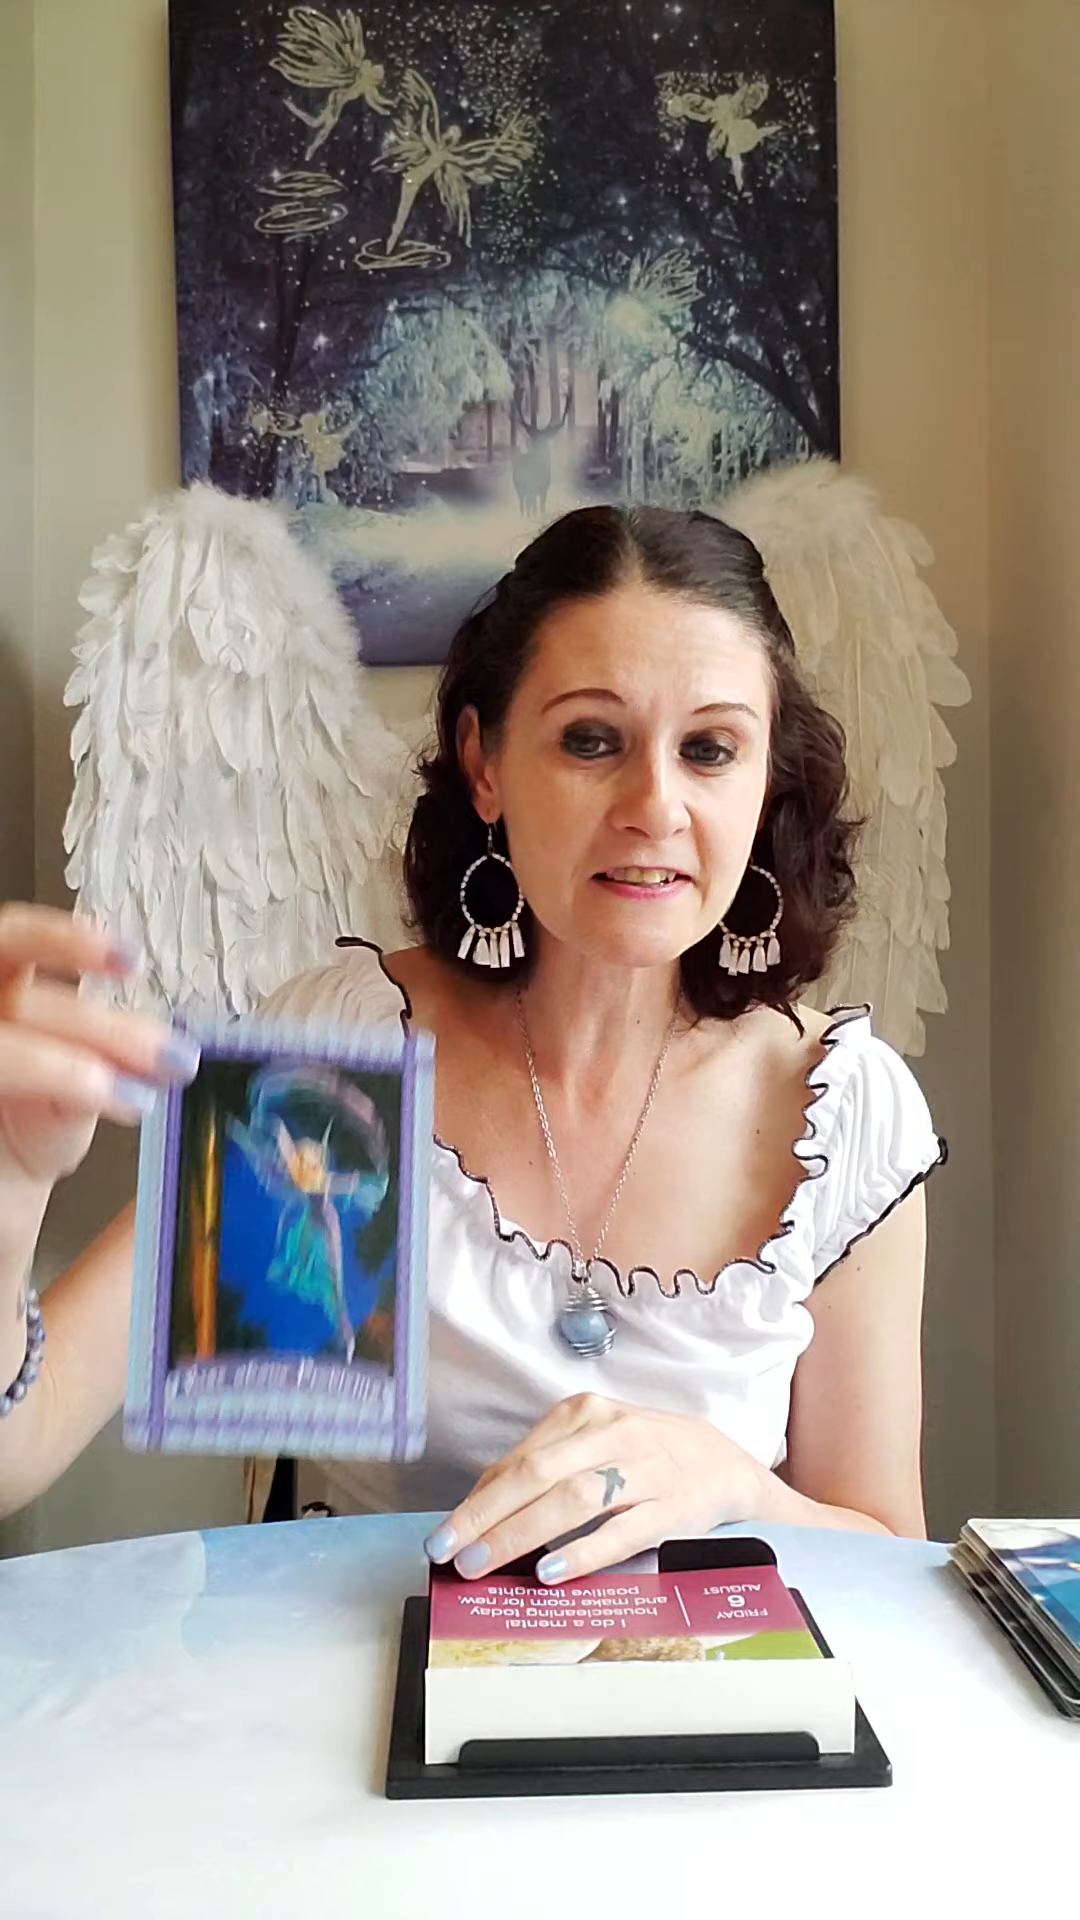 FRIDAY
6
AUGUST
I do a mental
housecleaning today
and make room for new,
positive thoughts.